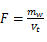 F = m_w / v_t